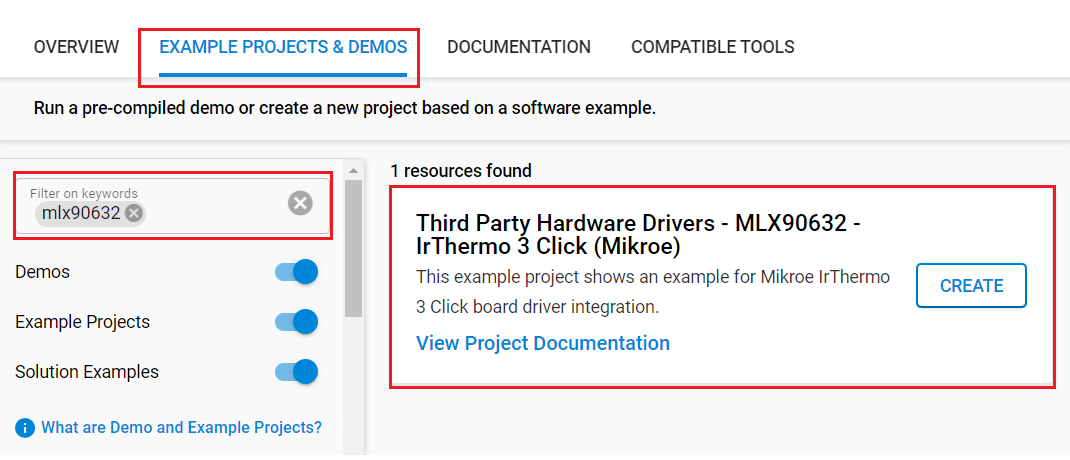 OVERVIEW EXAMPLE PROJECTS & DEMOS DOCUMENTATION COMPATIBLE TOOLS
Run a pre-compiled demo or create a new project based on a software example.
Filter on keywords
mlx90632
Demos
Example Projects
Solution Examples
What are Demo and Example Projects?
1 resources found
Third Party Hardware Drivers - MLX90632 -
IrThermo 3 Click (Mikroe)
This example project shows an example for Mikroe IrThermo
3 Click board driver integration.
View Project Documentation
CREATE